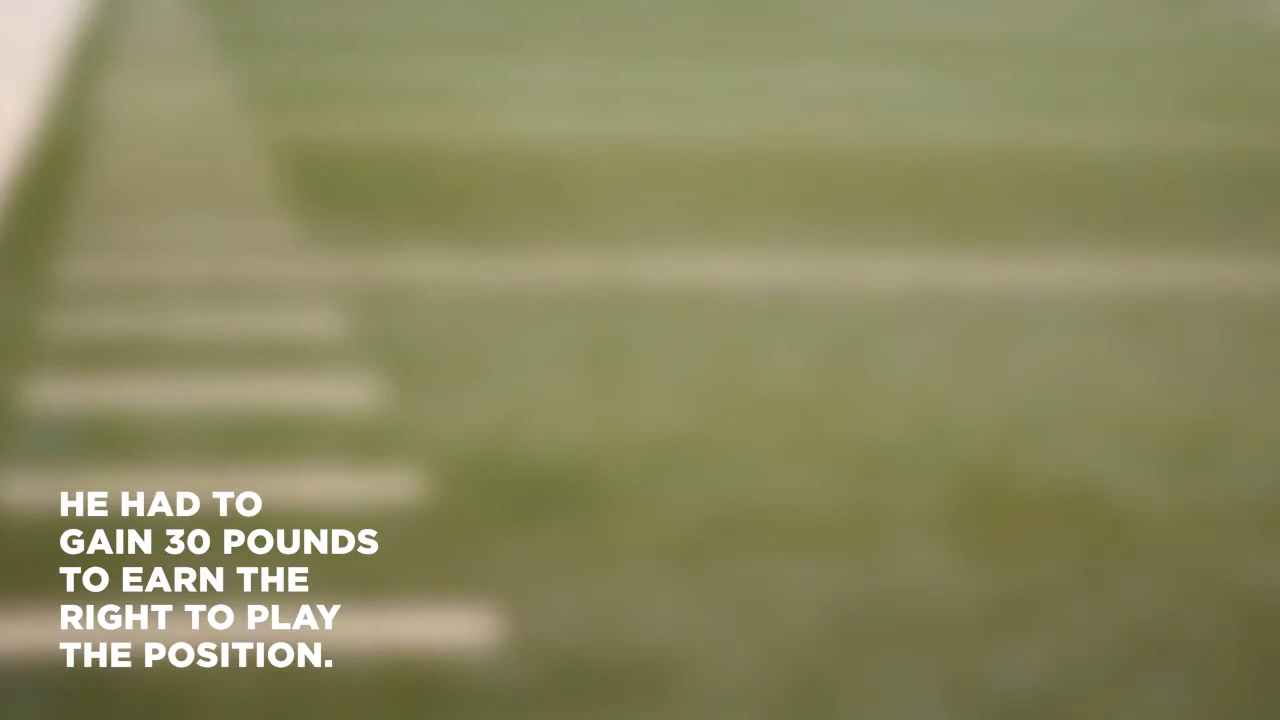 HE HAD TO
GAIN 30 POUNDS
TO EARN THE
RIGHT TO PLAY
THE POSITION.